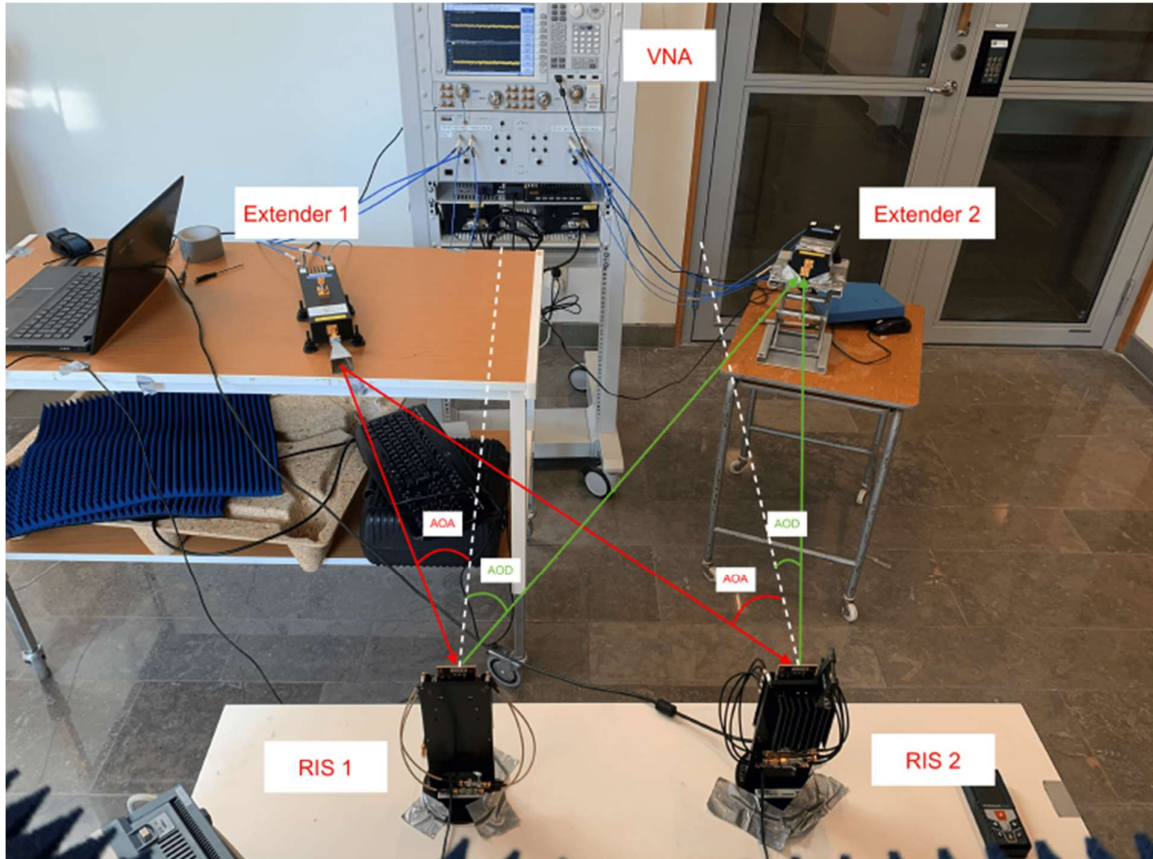 VNA
Extender 1
Extender 2
AOA
AOD
AOD
AOA
RIS 1
RIS 2